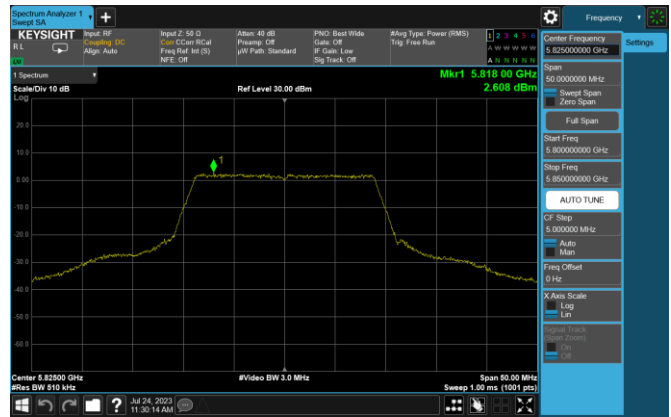 Spectrum Analyzer 1
Swept SA
+
Frequency
KEYSIGHT
R L
LW
Input: RF
Coupling: DC
Align: Auto
Input Z: 50 Ω
Corr CCorr RCal
Freq Ref: Int (S)
NFE: Off
Atten: 40 dB
Preamp: Off
µW Path: Standard
PNO: Best Wide
Gate: Off
IF Gain: Low
Sig Track: Off
#Avg Type: Power (RMS)
Trig: Free Run
1 2 3 4 5 6
A W W W W W
A N N N N N
1 Spectrum
Scale/Div 10 dB
Log
Ref Level 30.00 dBm
Mkr1 5.818 00 GHz
2.608 dBm
1
20.0
10.0
0.00
-10.0
-20.0
-30.0
-40.0
-50.0
-60.0
Center 5.82500 GHz
#Res BW 510 kHz
#Video BW 3.0 MHz
Span 50.00 MHz
Sweep 1.00 ms (1001 pts)
Center Frequency
5.825000000 GHz
Settings
Span
50.0000000 MHz
Swept Span
Zero Span
Full Span
Start Freq
5.800000000 GHz
Stop Freq
5.850000000 GHz
AUTO TUNE
CF Step
5.000000 MHz
Auto
Man
Freq Offset
0 Hz
X Axis Scale
Log
Lin
Signal Track
(Span Zoom)
On
Off
?
Jul 24, 2023
11:30:14 AM